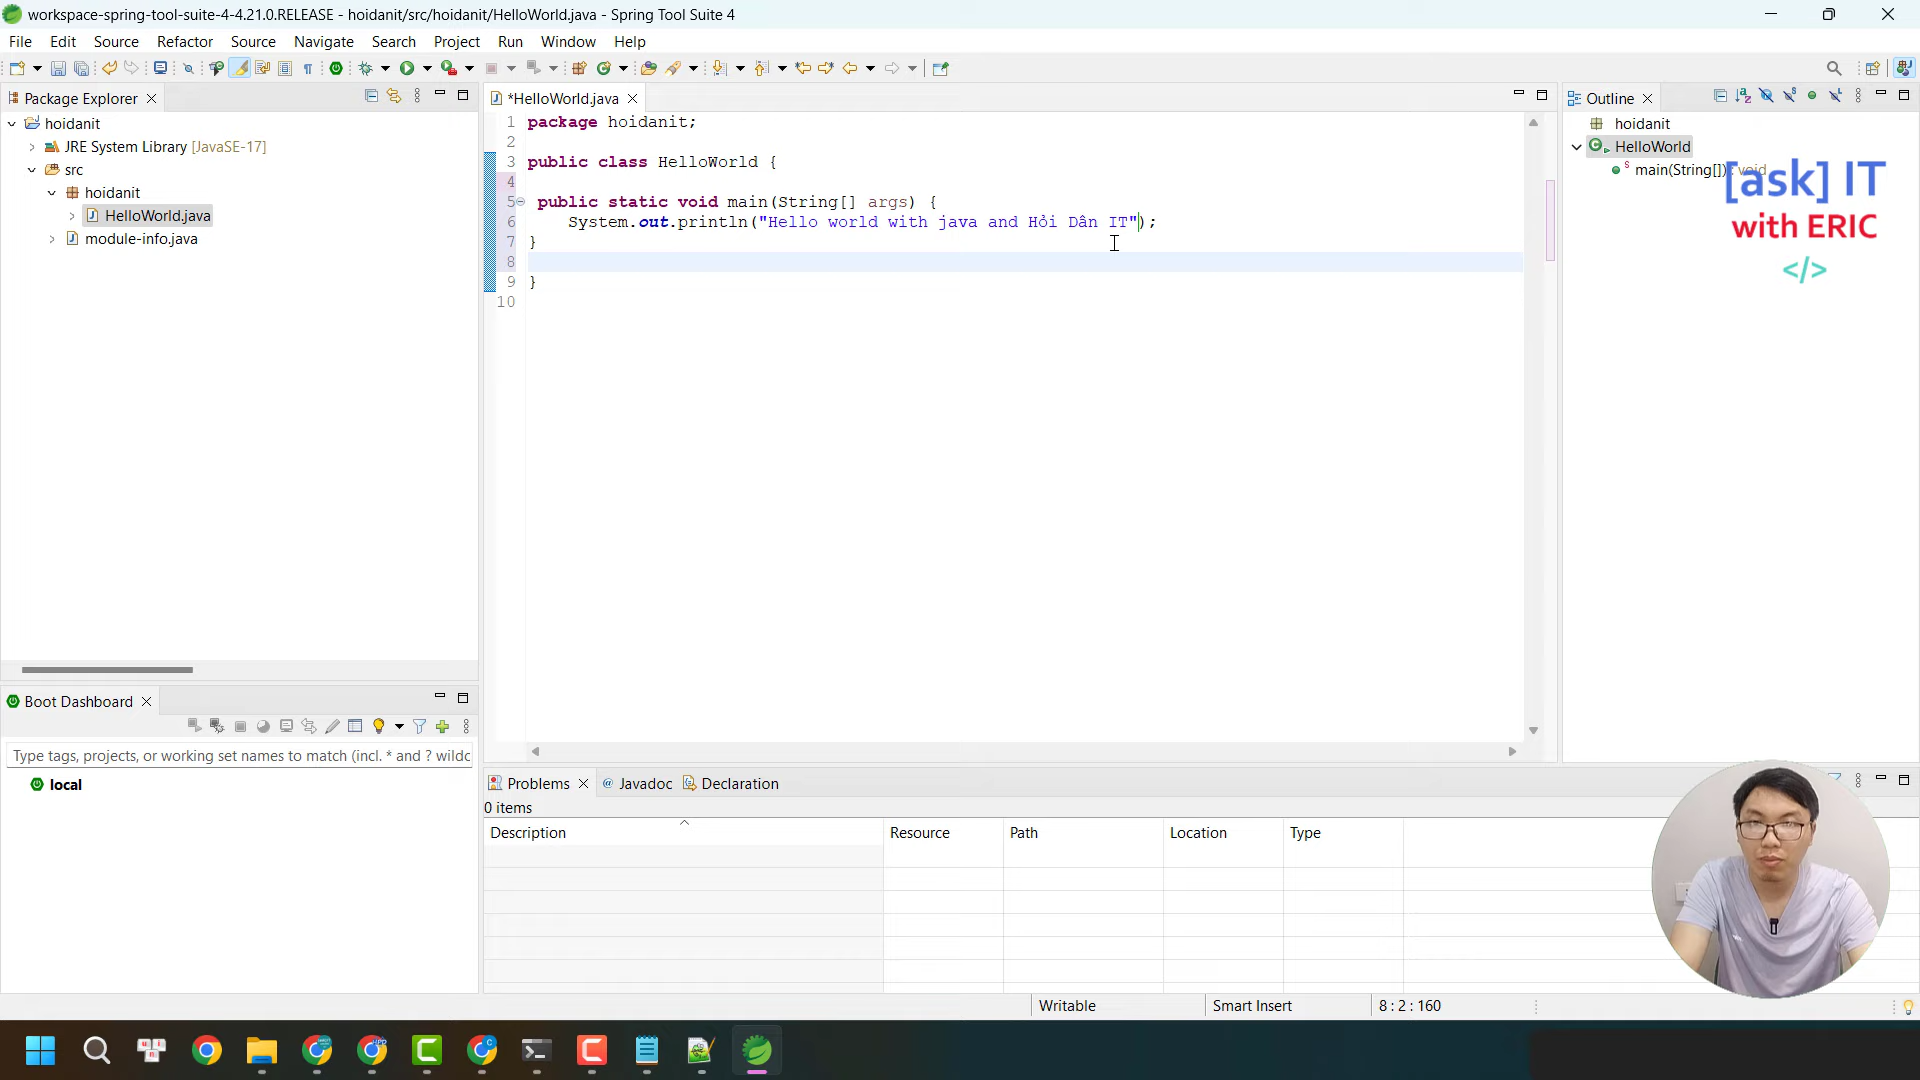 workspace-spring-tool-suite-4-4.21.0.RELEASE - hoidanit/src/hoidanit/HelloWorld.java - Spring Tool Suite 4
File Edit Source Refactor Source Navigate Search Project Run Window Help
Package Explorer
hoidanit
JRE System Library [JavaSE-17]
src
hoidanit
HelloWorld.java
module-info.java
*HelloWorld.java
1 package hoidanit;
2
3 public class HelloWorld {
4
5 public static void main(String[] args) {
6 System.out.println("Hello world with java and Hỏi Dân IT");
7 }
8
9 }
10
Outline
hoidanit
HelloWorld
main(String[]) : void
[ask] IT
with ERIC
</>
Boot Dashboard
Type tags, projects, or working set names to match (incl. * and ? wildc
local
Problems Javadoc Declaration
0 items
Description Resource Path Location Type
Writable Smart Insert 8 : 2 : 160